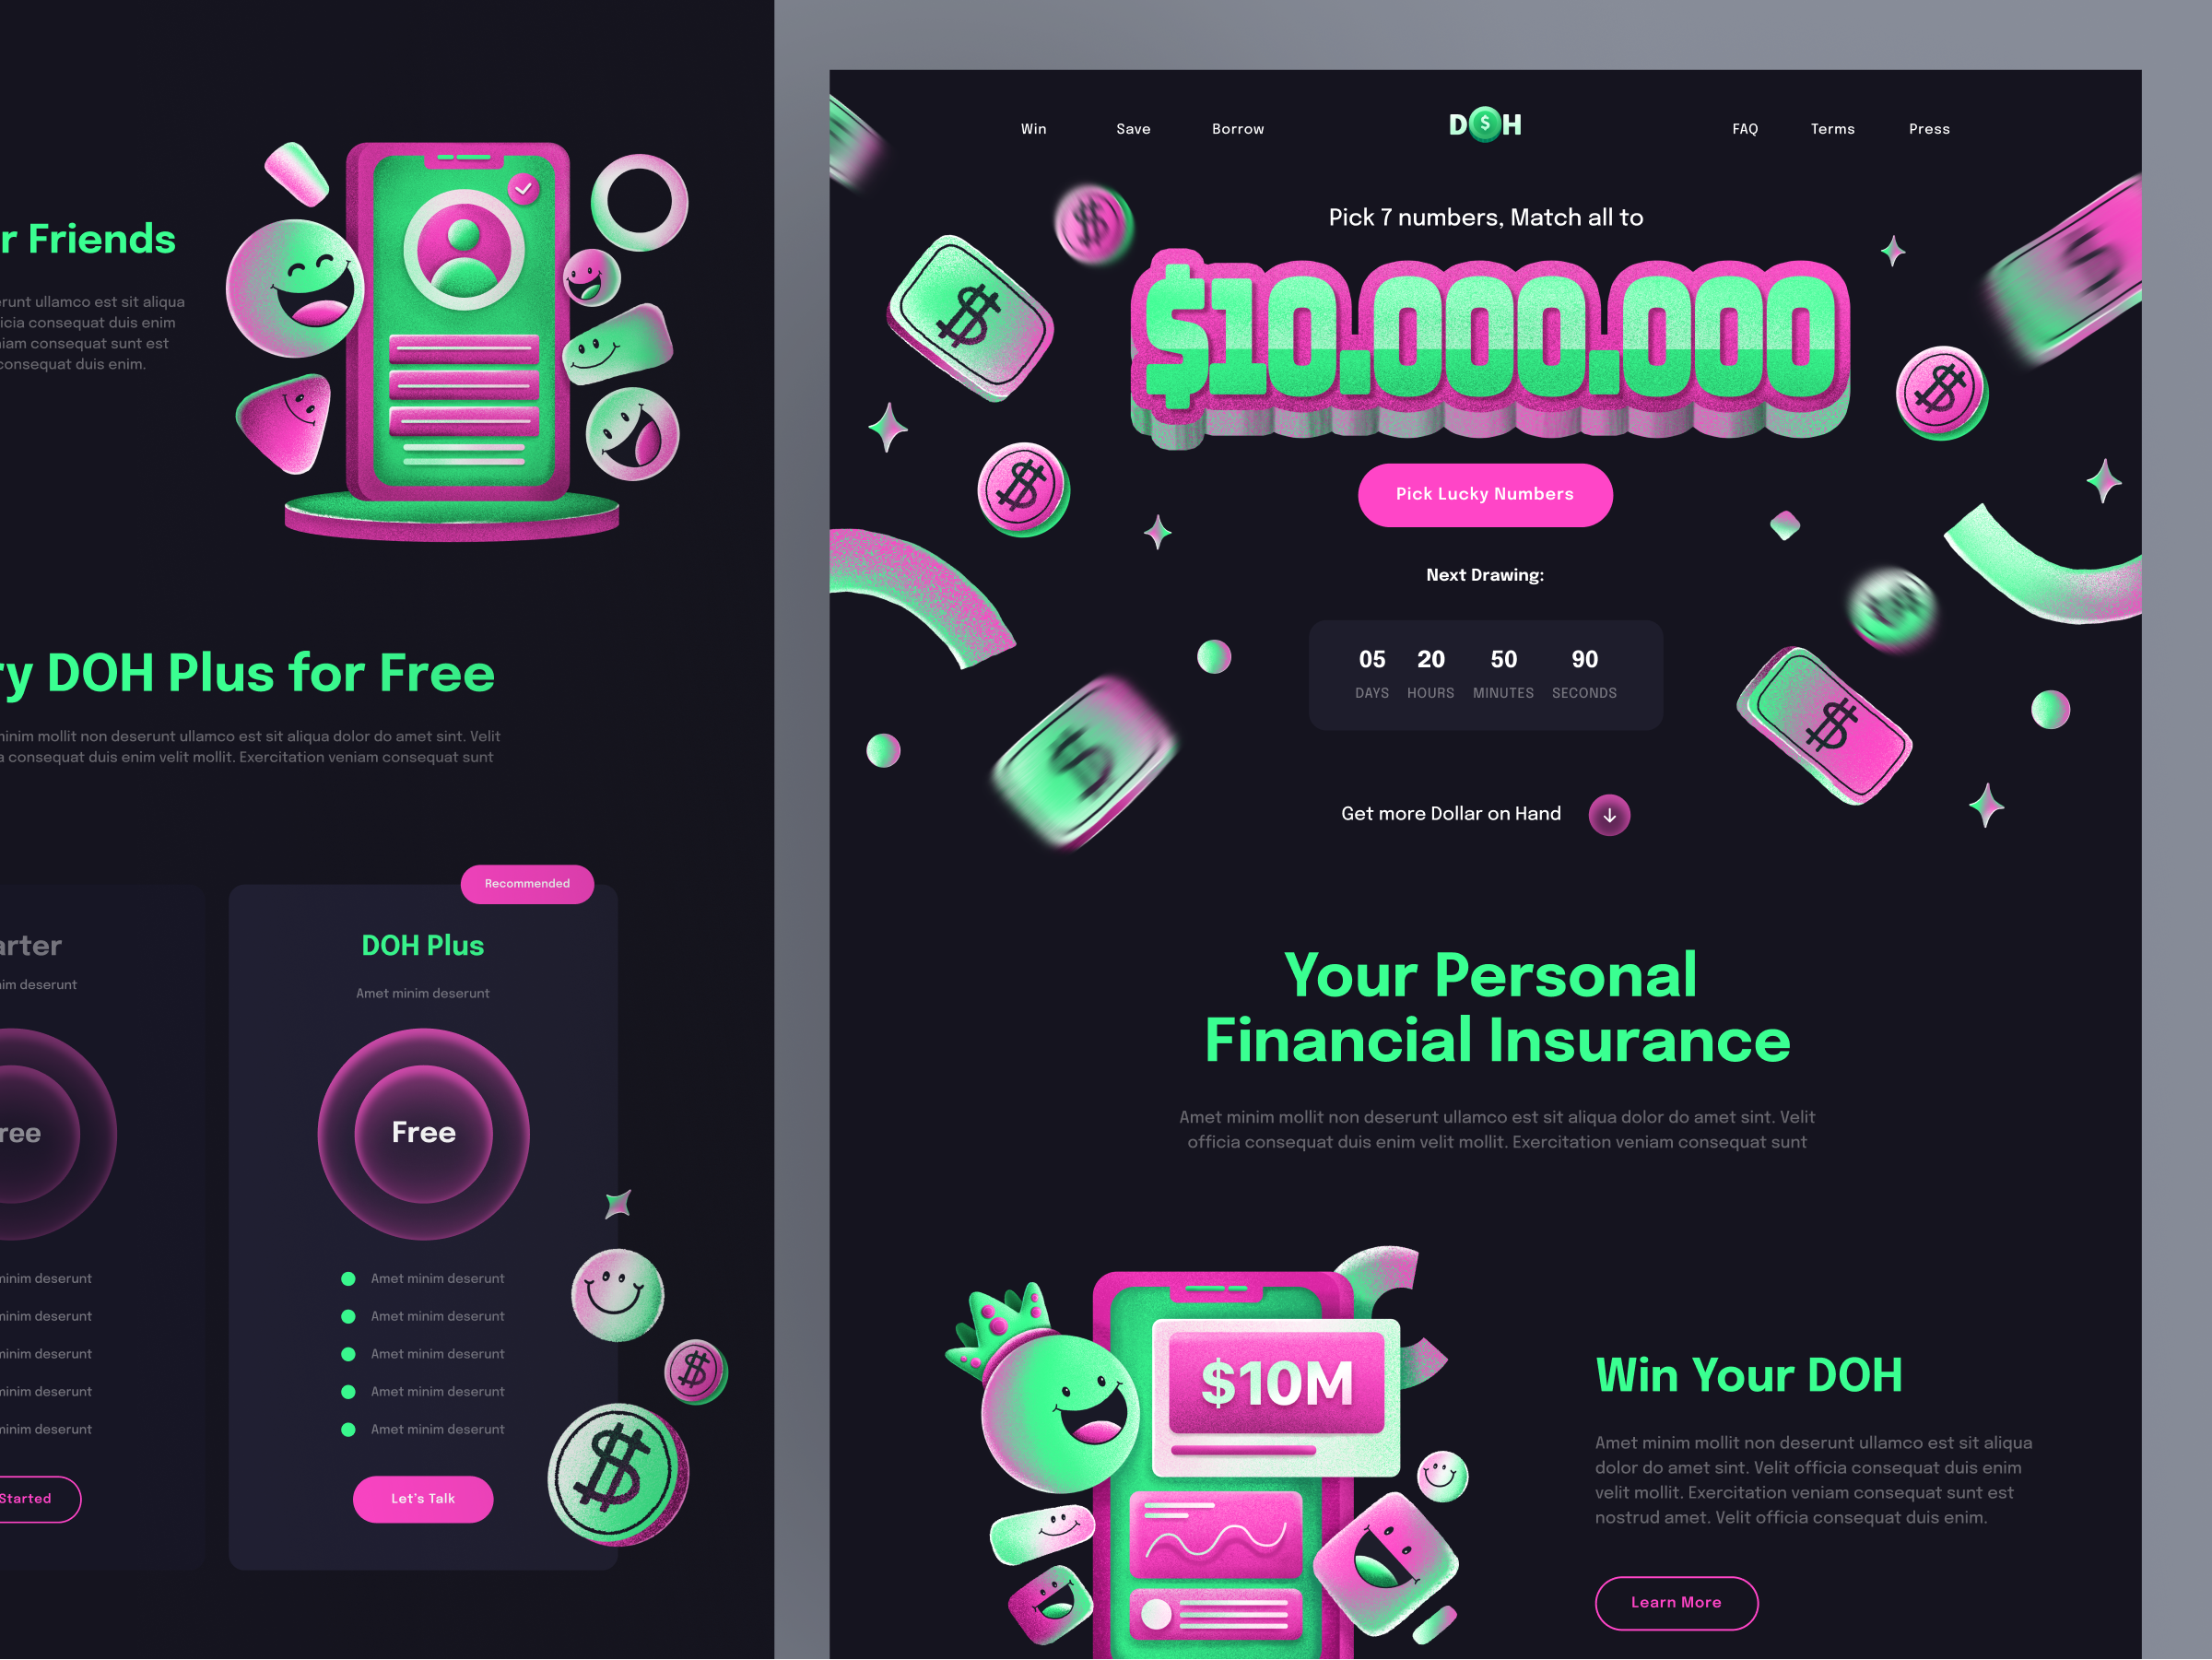 r Friends
erunt ullamco est sit aliqua
icia consequat duis enim
niam consequat sunt est
consequat duis enim.
ry DOH Plus for Free
minim mollit non deserunt ullamco est sit aliqua dolor do amet sint. Velit
a consequat duis enim velit mollit. Exercitation veniam consequat sunt
arter
nim deserunt
ree
minim deserunt
minim deserunt
minim deserunt
minim deserunt
minim deserunt
Started
Recommended
DOH Plus
Amet minim deserunt
Free
Amet minim deserunt
Amet minim deserunt
Amet minim deserunt
Amet minim deserunt
Amet minim deserunt
Let's Talk
$
$
Win Save Borrow D$H FAQ Terms Press
Pick 7 numbers, Match all to
$10.000.000
Pick Lucky Numbers
Next Drawing:
05 20 50 90
DAYS HOURS MINUTES SECONDS
Get more Dollar on Hand
$
$
$
$
$
$
$
Your Personal
Financial Insurance
Amet minim mollit non deserunt ullamco est sit aliqua dolor do amet sint. Velit
officia consequat duis enim velit mollit. Exercitation veniam consequat sunt
$10M
Win Your DOH
Amet minim mollit non deserunt ullamco est sit aliqua
dolor do amet sint. Velit officia consequat duis enim
velit mollit. Exercitation veniam consequat sunt est
nostrud amet. Velit officia consequat duis enim.
Learn More